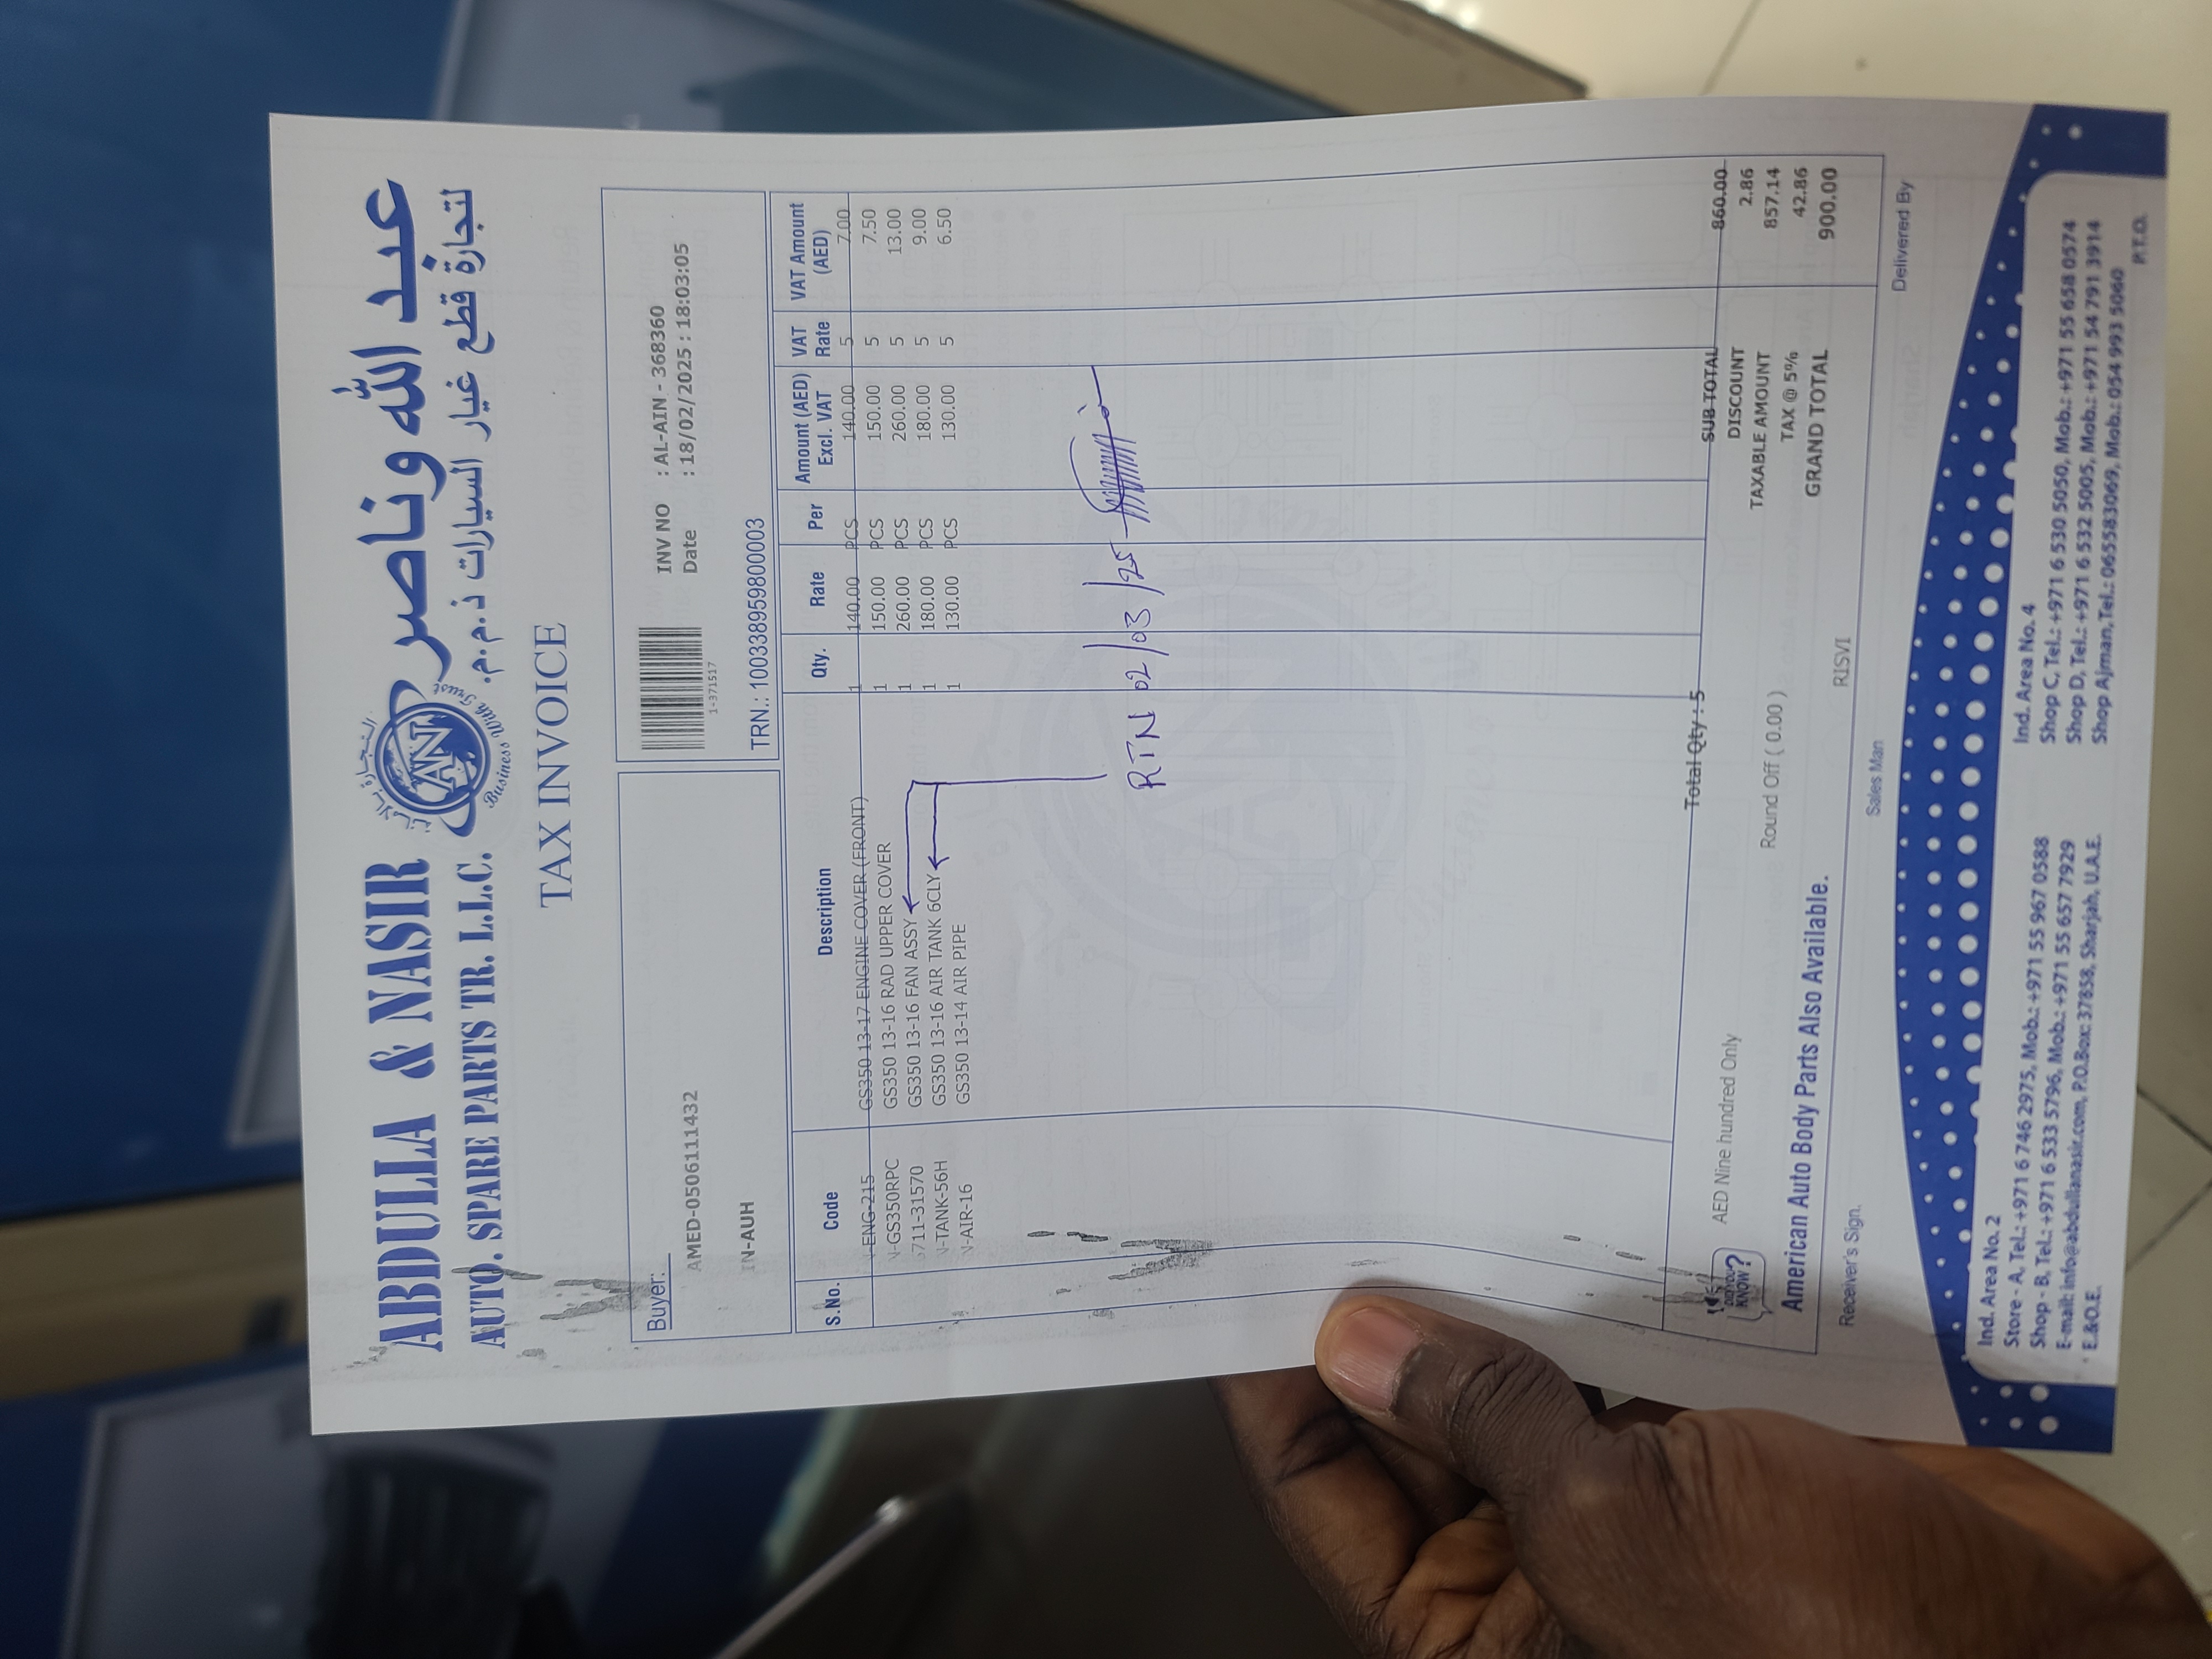 عبد الله وناصر
لتجارة قطع غيار السيارات ذ.م.م.
ABDULLA & NASIR
AUTO. SPARE PARTS TR. L.L.C.
AN
Business With Trust
TAX INVOICE
Buyer:
AMED-0506111432
IN-AUH
1-371517
INV NO : AL-AIN - 368360
Date : 18/02/2025 : 18:03:05
TRN.: 100338959800003
S.No. Code Description Qty. Rate Per Amount (AED) Excl. VAT VAT Rate VAT Amount (AED)
-ENG-215 GS350 13-17 ENGINE COVER (FRONT) 1 140.00 PCS 140.00 5 7.00
-GS350RPC GS350 13-16 RAD UPPER COVER 1 150.00 PCS 150.00 5 7.50
711-31570 GS350 13-16 FAN ASSY 1 260.00 PCS 260.00 5 13.00
-TANK-56H GS350 13-16 AIR TANK 6CLY 1 180.00 PCS 180.00 5 9.00
-AIR-16 GS350 13-14 AIR PIPE 1 130.00 PCS 130.00 5 6.50
RTN 02/03/25
Total Qty : 5 SUB TOTAL 860.00
AED Nine hundred Only DISCOUNT 2.86
TAXABLE AMOUNT 857.14
Round Off ( 0.00 ) TAX @ 5% 42.86
GRAND TOTAL 900.00
DID YOU KNOW?
American Auto Body Parts Also Available.
RISVI
Receiver's Sign. Sales Man Delivered By
Ind. Area No. 2
Store - A, Tel.: +971 6 746 2975, Mob.: +971 55 967 0588
Shop - B, Tel.: +971 6 533 5796, Mob.: +971 55 657 7929
E-mail: info@abdullanasir.com, P.O.Box: 37858, Sharjah, U.A.E.
E.&O.E.
Ind. Area No. 4
Shop C, Tel.: +971 6 530 5050, Mob.: +971 55 658 0574
Shop D, Tel.: +971 6 532 5005, Mob.: +971 54 791 3914
Shop Ajman, Tel.: 065583069, Mob.: 054 993 5060
P.T.O.